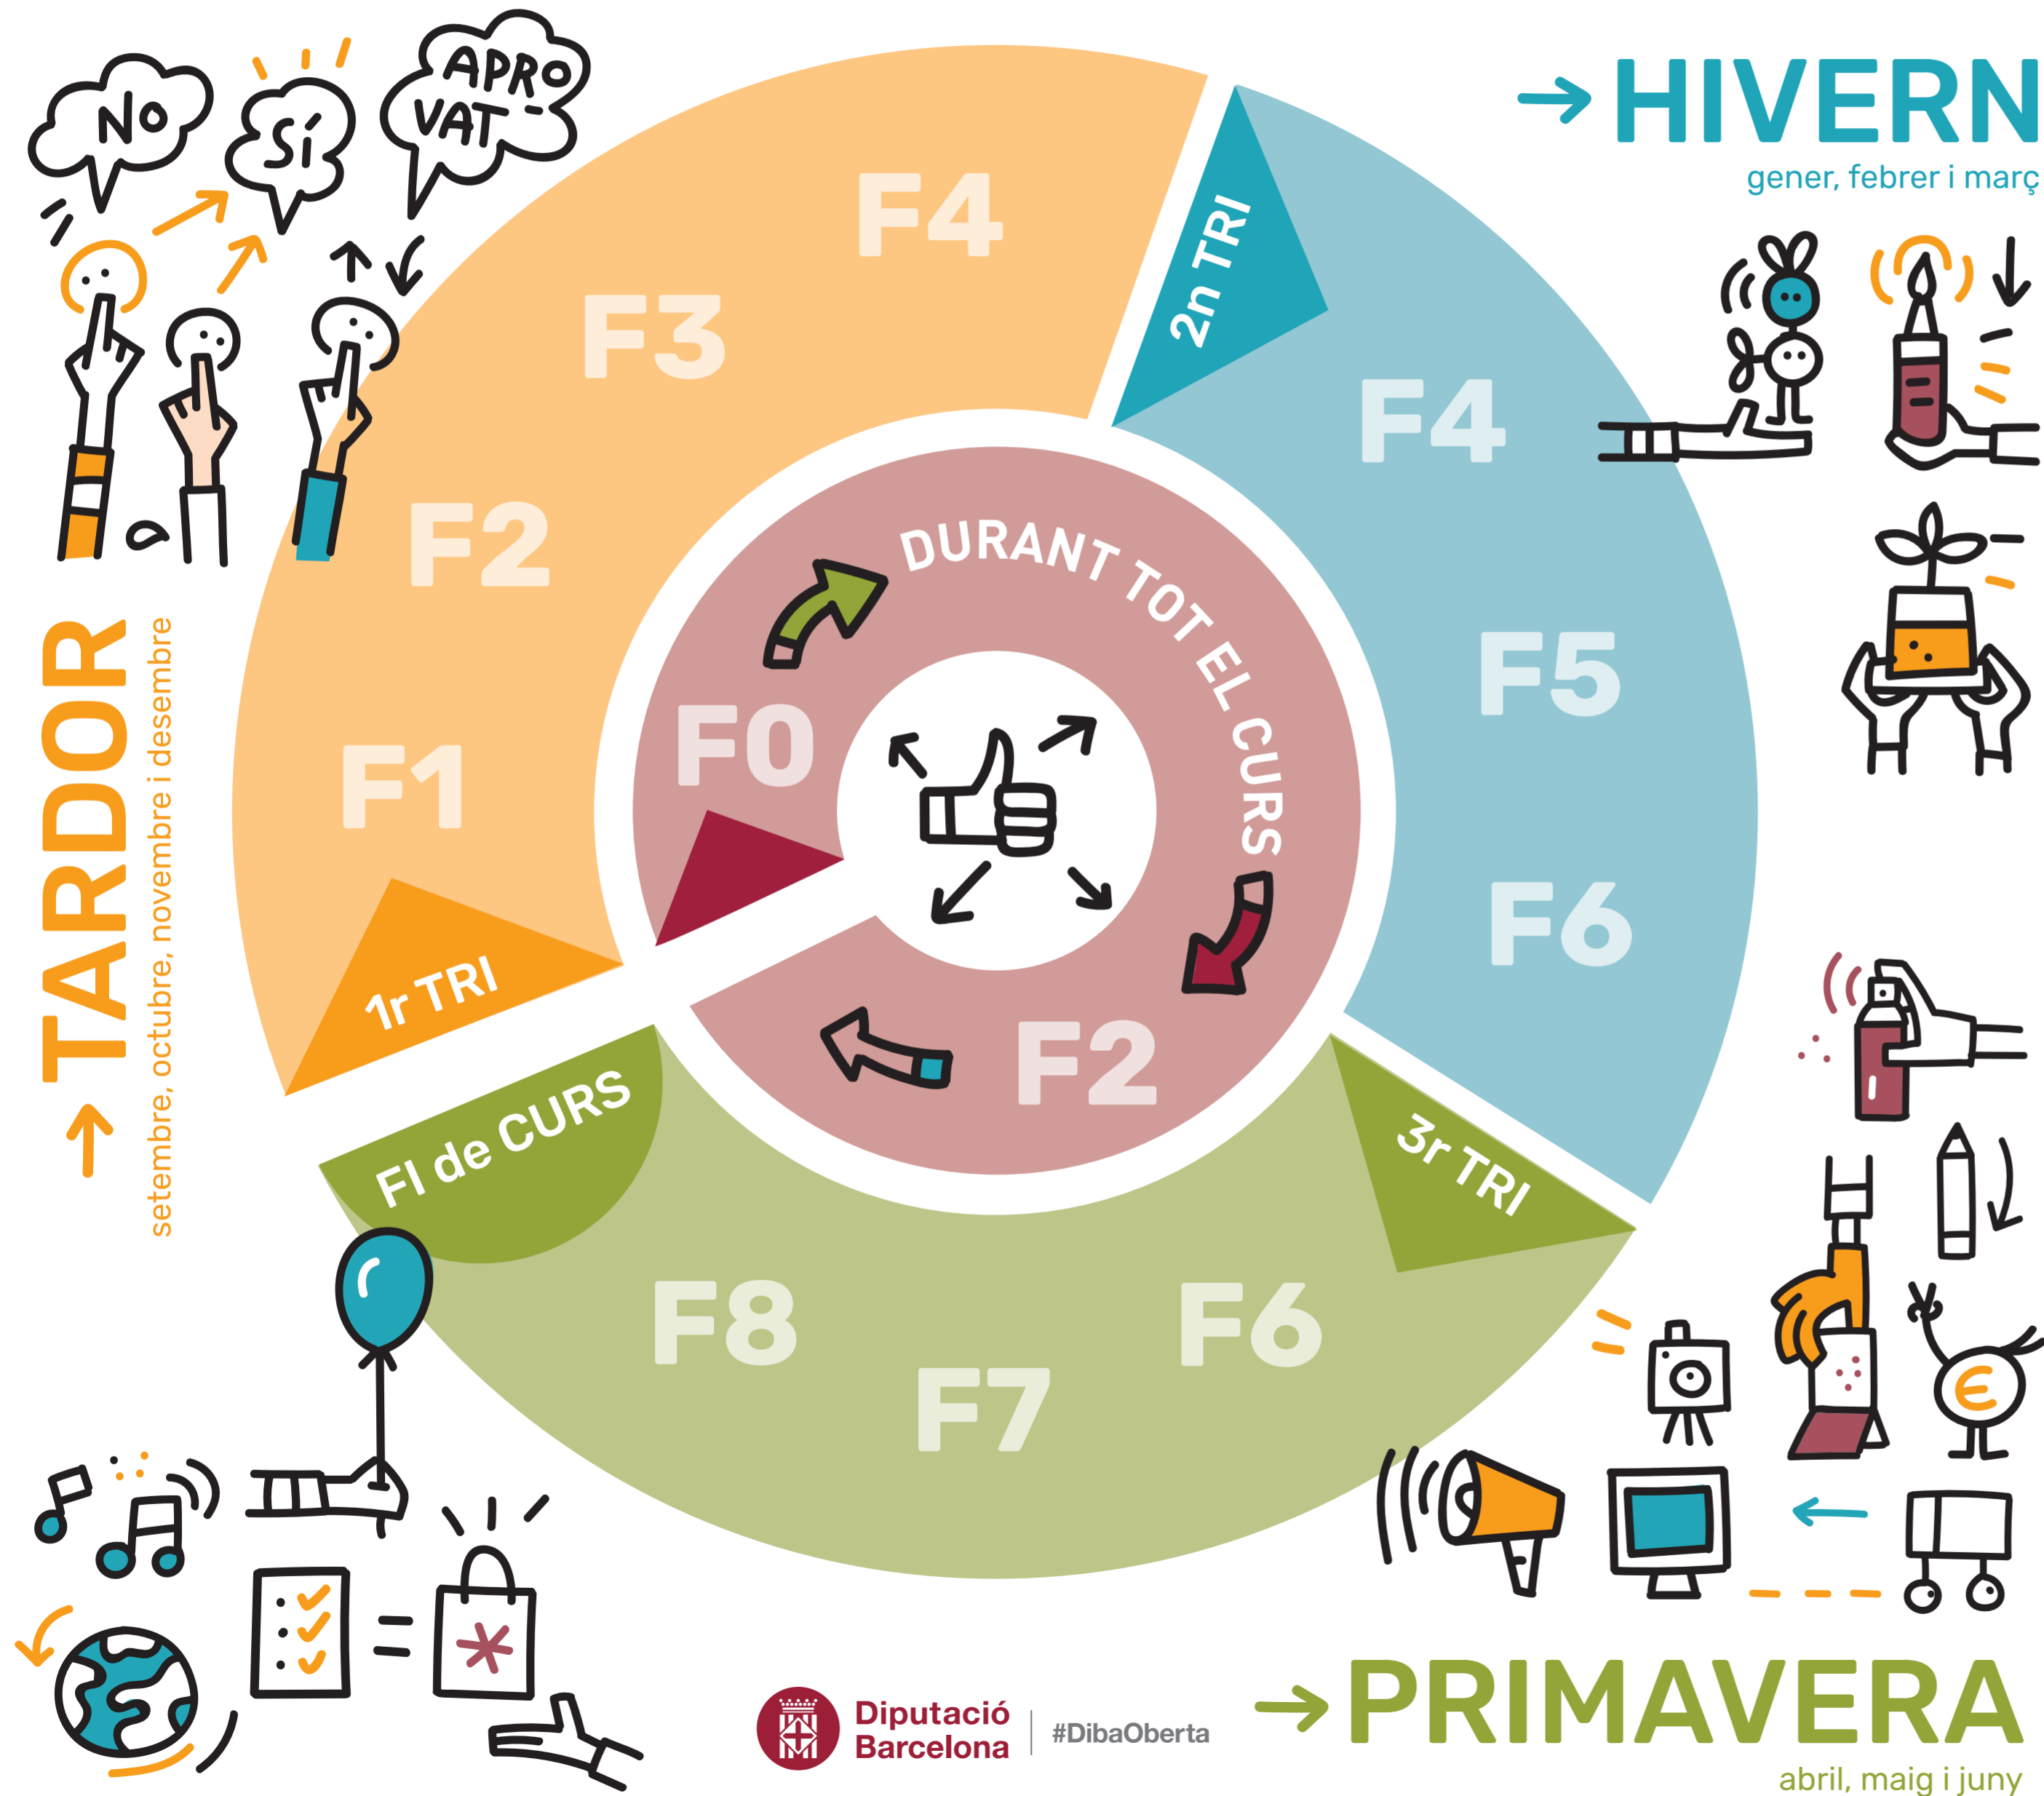 NO
SÍ
APRO
VAT
→ TARDOR
setembre, octubre, novembre i desembre
1r TRI
F1
F2
F3
F4
→ HIVERN
gener, febrer i març
2n TRI
F4
F5
F6
→ PRIMAVERA
abril, maig i juny
3r TRI
F6
F7
F8
FI de CURS
DURANT TOT EL CURS
F0
F2
€
Diputació
Barcelona
#DibaOberta